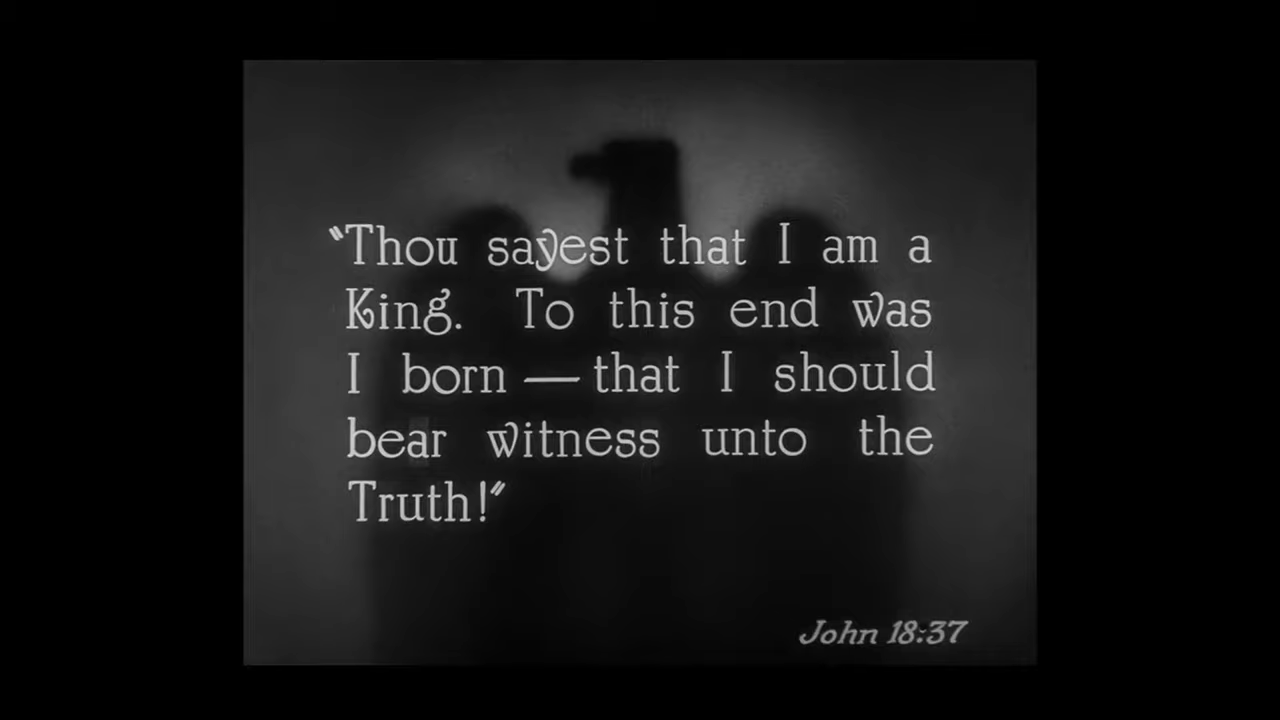 “Thou sayest that I am a
King. To this end was
I born — that I should
bear witness unto the
Truth!”
John 18:37